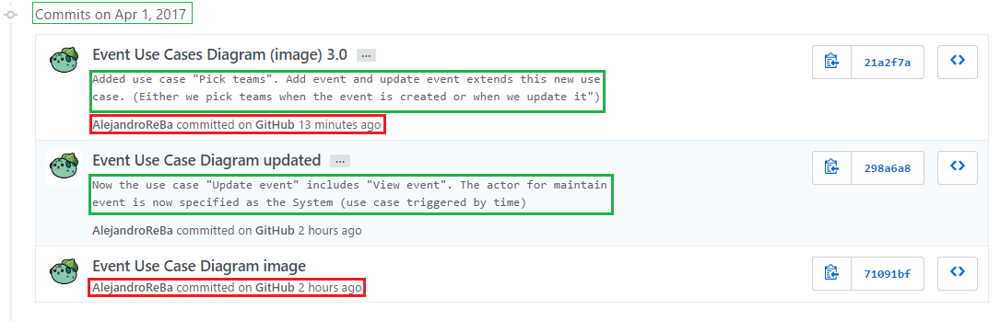 Commits on Apr 1, 2017
Event Use Cases Diagram (image) 3.0 ...
21a2f7a
Added use case "Pick teams". Add event and update event extends this new use
case. (Either we pick teams when the event is created or when we update it")
AlejandroReBa committed on GitHub 13 minutes ago
Event Use Case Diagram updated ...
298a6a8
Now the use case "Update event" includes "View event". The actor for maintain
event is now specified as the System (use case triggered by time)
AlejandroReBa committed on GitHub 2 hours ago
Event Use Case Diagram image
71091bf
AlejandroReBa committed on GitHub 2 hours ago